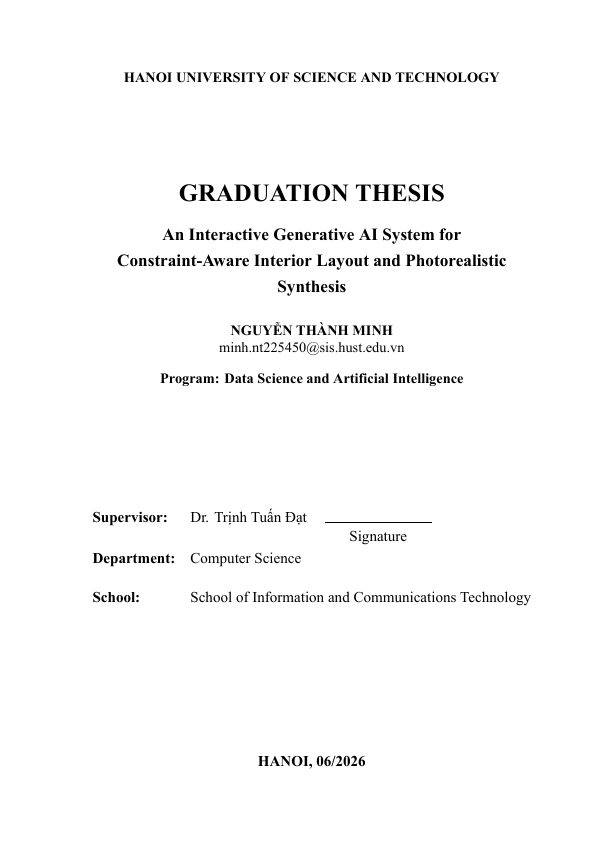 HANOI UNIVERSITY OF SCIENCE AND TECHNOLOGY
GRADUATION THESIS
An Interactive Generative AI System for
Constraint-Aware Interior Layout and Photorealistic
Synthesis
NGUYỄN THÀNH MINH
minh.nt225450@sis.hust.edu.vn
Program: Data Science and Artificial Intelligence
Supervisor: Dr. Trịnh Tuấn Đạt
Signature
Department: Computer Science
School: School of Information and Communications Technology
HANOI, 06/2026